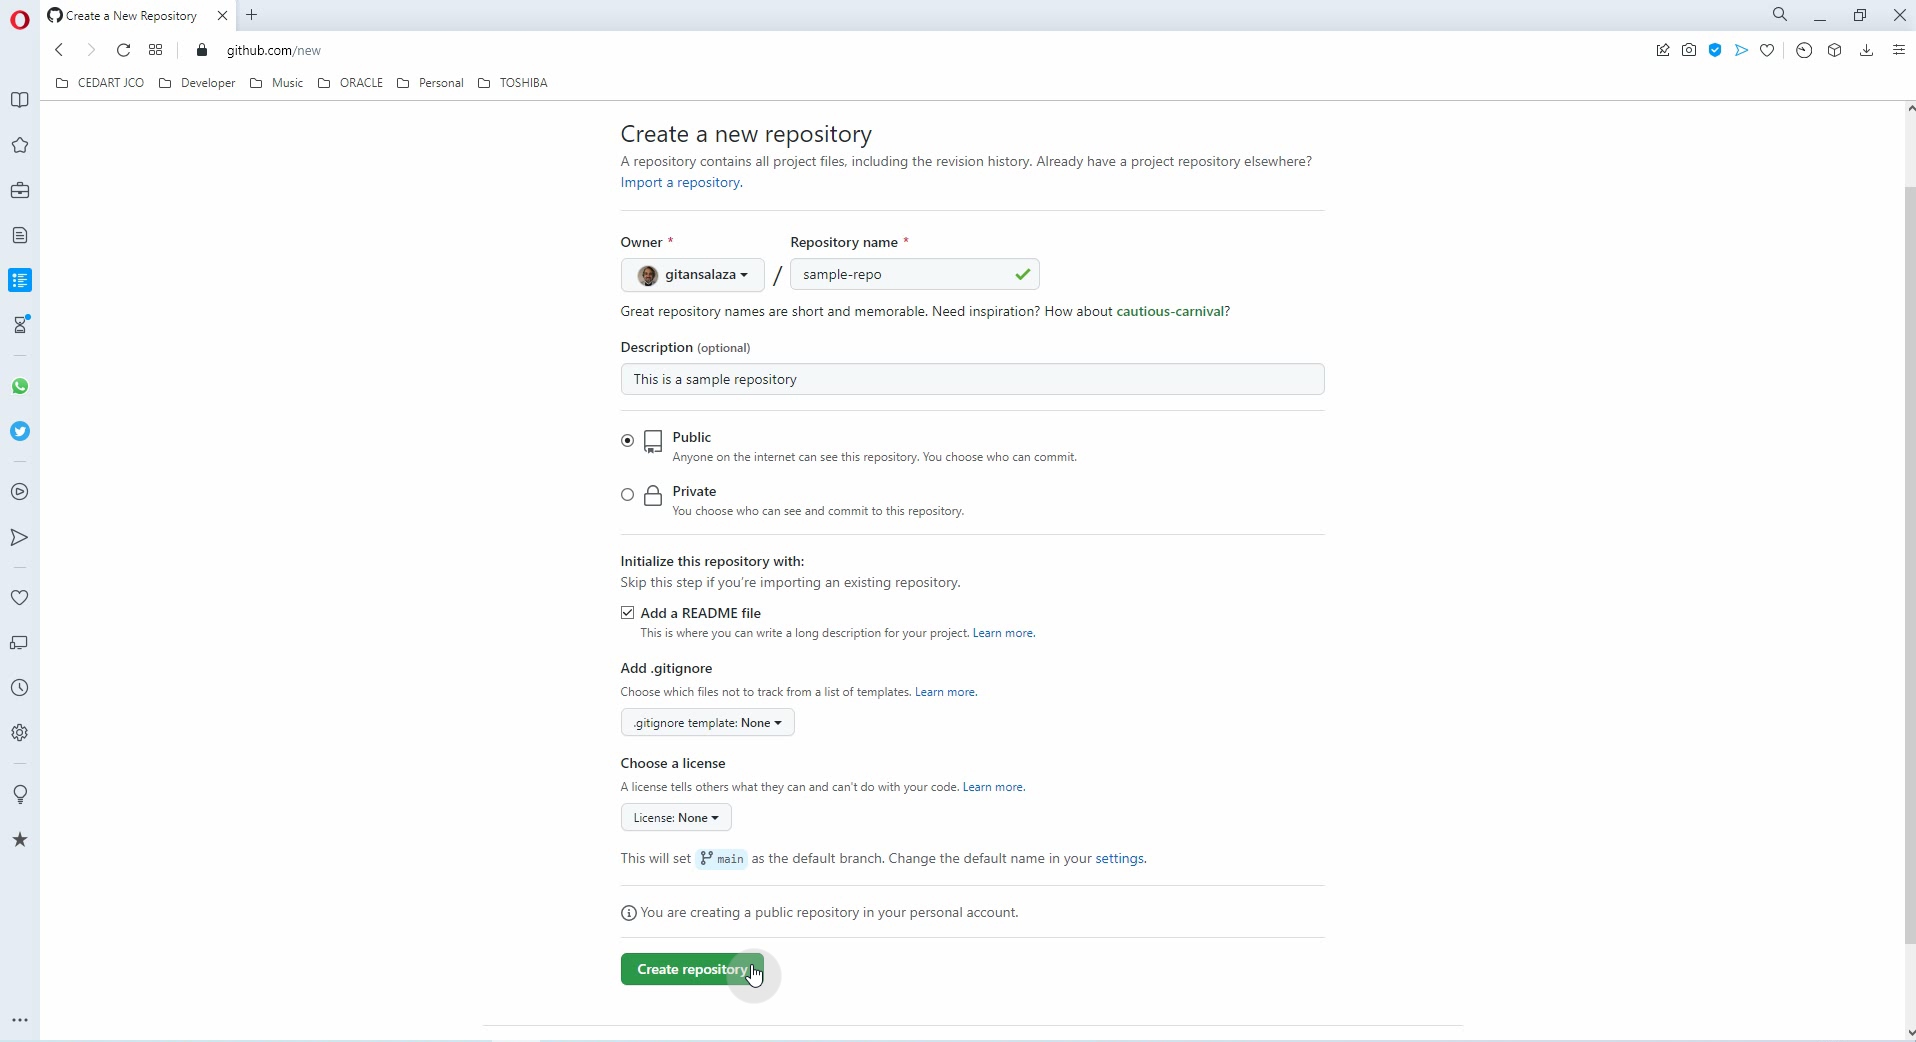 Create a New Repository
github.com/new
CEDART JCO Developer Music ORACLE Personal TOSHIBA
Create a new repository
A repository contains all project files, including the revision history. Already have a project repository elsewhere?
Import a repository.
Owner * Repository name *
gitansalaza / sample-repo
Great repository names are short and memorable. Need inspiration? How about cautious-carnival?
Description (optional)
This is a sample repository
Public
Anyone on the internet can see this repository. You choose who can commit.
Private
You choose who can see and commit to this repository.
Initialize this repository with:
Skip this step if you're importing an existing repository.
Add a README file
This is where you can write a long description for your project. Learn more.
Add .gitignore
Choose which files not to track from a list of templates. Learn more.
.gitignore template: None
Choose a license
A license tells others what they can and can't do with your code. Learn more.
License: None
This will set main as the default branch. Change the default name in your settings.
You are creating a public repository in your personal account.
Create repository